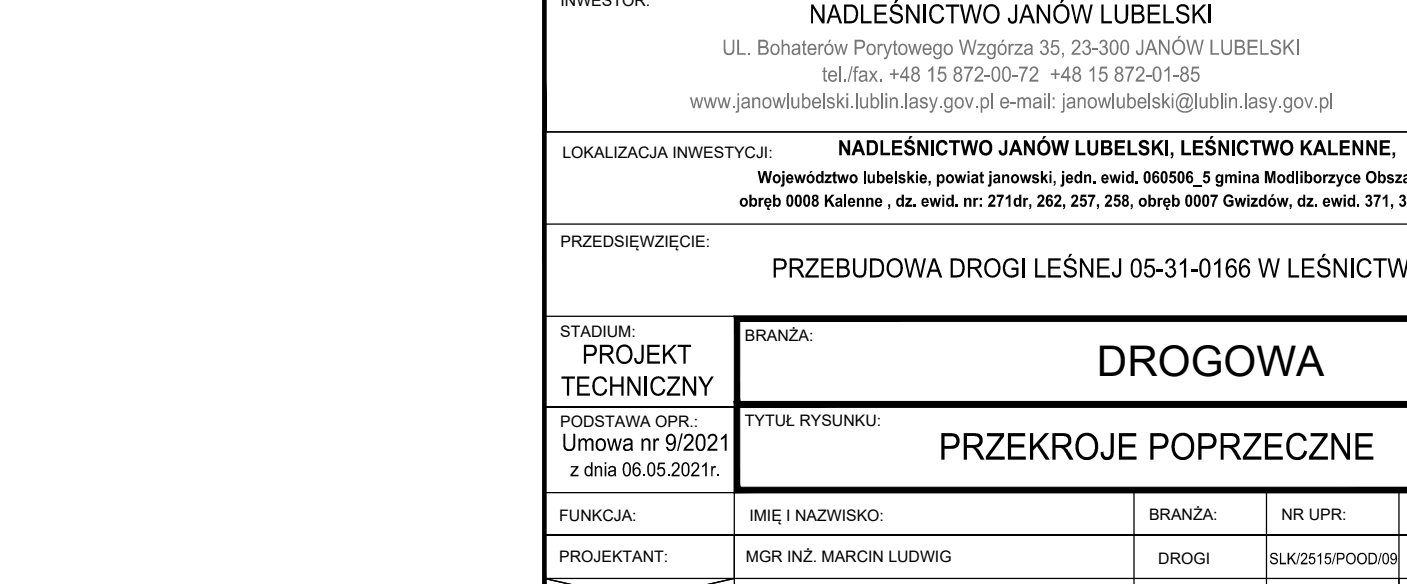 INWESTOR:
NADLEŚNICTWO JANÓW LUBELSKI
UL. Bohaterów Porytowego Wzgórza 35, 23-300 JANÓW LUBELSKI
tel./fax. +48 15 872-00-72 +48 15 872-01-85
www.janowlubelski.lublin.lasy.gov.pl e-mail: janowlubelski@lublin.lasy.gov.pl
LOKALIZACJA INWESTYCJI: NADLEŚNICTWO JANÓW LUBELSKI, LEŚNICTWO KALENNE,
Województwo lubelskie, powiat janowski, jedn. ewid. 060506_5 gmina Modliborzyce Obsza
obręb 0008 Kalenne , dz. ewid. nr: 271dr, 262, 257, 258, obręb 0007 Gwizdów, dz. ewid. 371, 3
PRZEDSIĘWZIĘCIE:
PRZEBUDOWA DROGI LEŚNEJ 05-31-0166 W LEŚNICTW
STADIUM:
PROJEKT
TECHNICZNY
BRANŻA:
DROGOWA
PODSTAWA OPR.:
Umowa nr 9/2021
z dnia 06.05.2021r.
TYTUŁ RYSUNKU:
PRZEKROJE POPRZECZNE
FUNKCJA: IMIĘ I NAZWISKO: BRANŻA: NR UPR:
PROJEKTANT: MGR INŻ. MARCIN LUDWIG DROGI SLK/2515/POOD/09